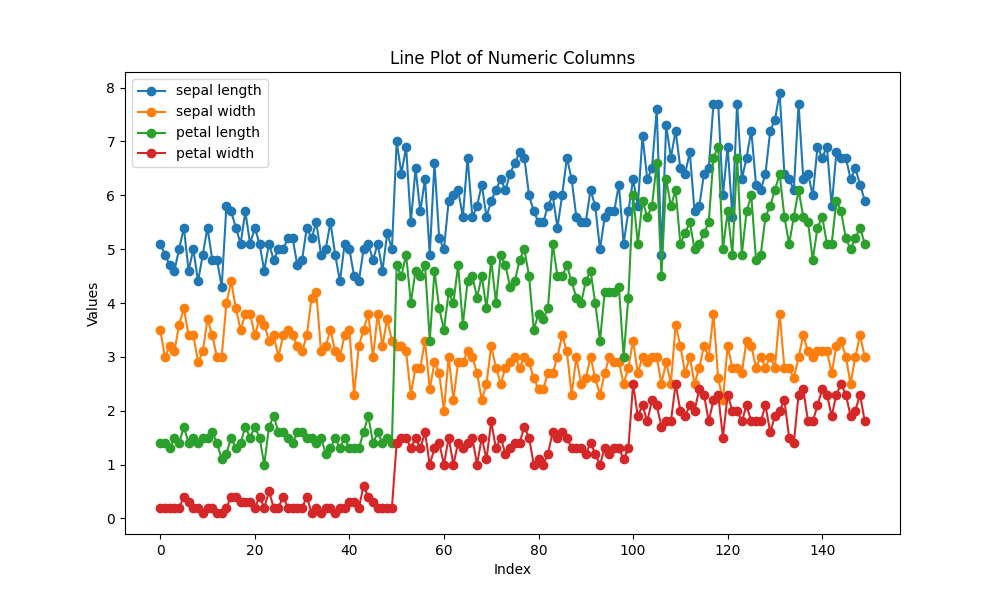 Line Plot of Numeric Columns
sepal length
sepal width
petal length
petal width
Values
8
7
6
5
4
3
2
1
0
0 20 40 60 80 100 120 140
Index